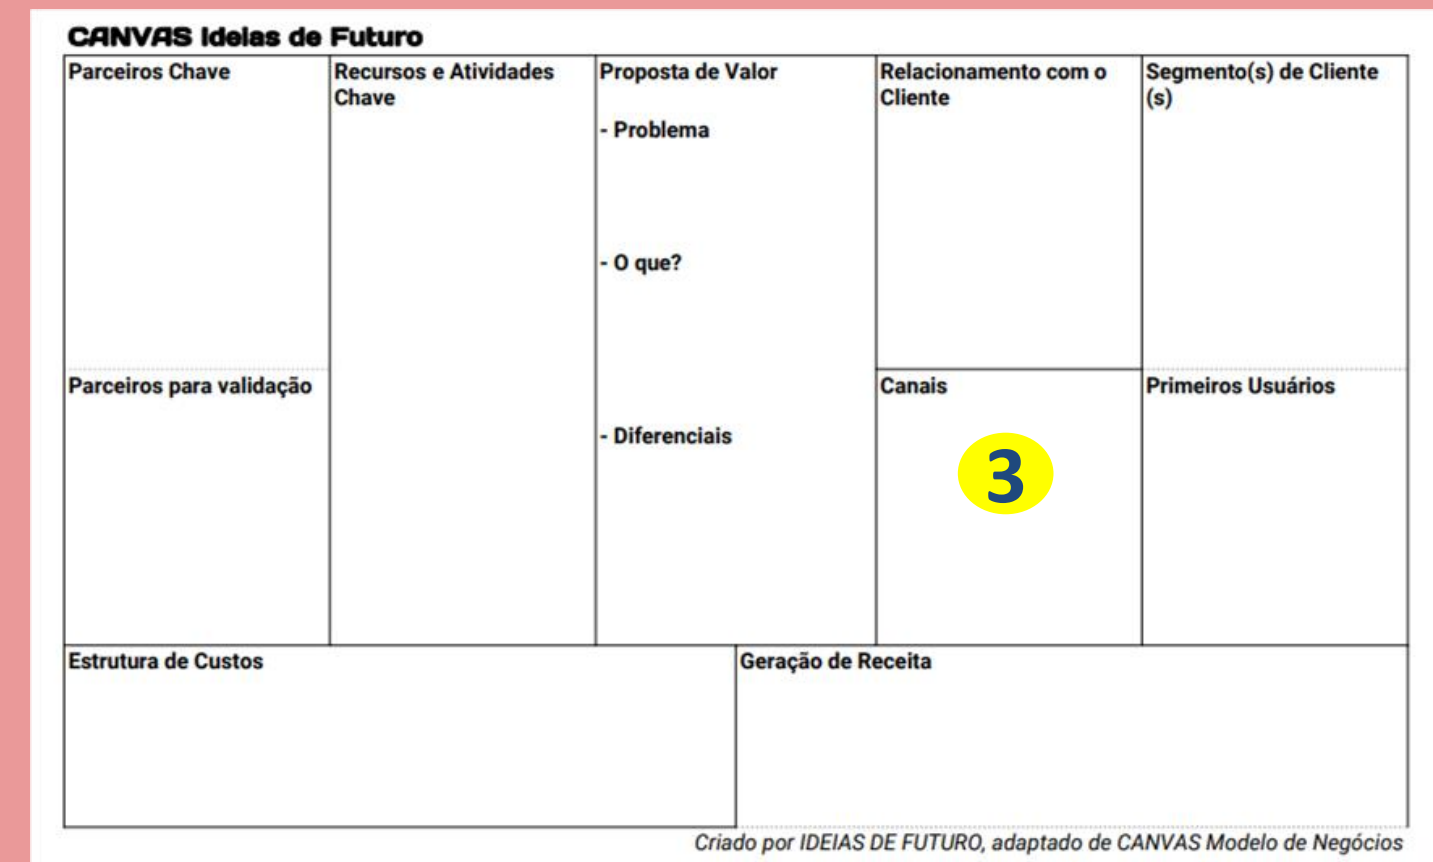 CANVAS Ideias de Futuro
Parceiros Chave
Recursos e Atividades
Chave
Proposta de Valor
- Problema
- O que?
- Diferenciais
Relacionamento com o
Cliente
Segmento(s) de Cliente
(s)
Parceiros para validação
Canais
3
Primeiros Usuários
Estrutura de Custos
Geração de Receita
Criado por IDEIAS DE FUTURO, adaptado de CANVAS Modelo de Negócios